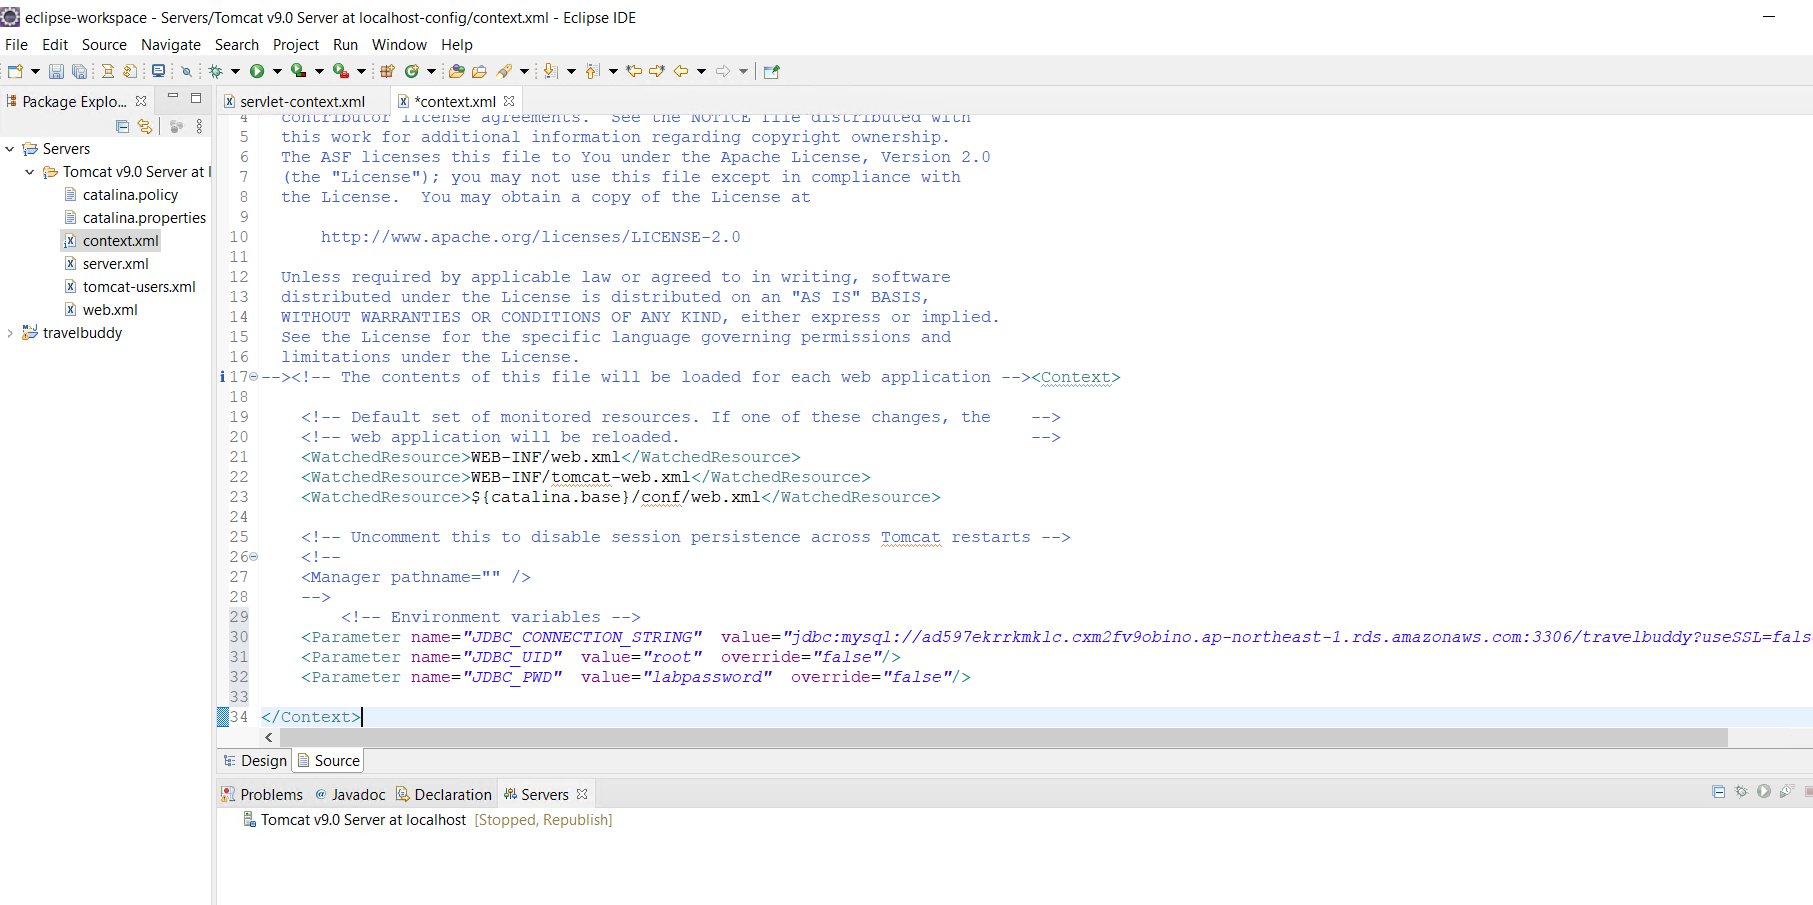 eclipse-workspace - Servers/Tomcat v9.0 Server at localhost-config/context.xml - Eclipse IDE
File Edit Source Navigate Search Project Run Window Help
Package Explo...
servlet-context.xml
*context.xml
Servers
Tomcat v9.0 Server at l
catalina.policy
catalina.properties
context.xml
server.xml
tomcat-users.xml
web.xml
travelbuddy
4 contributor license agreements. See the NOTICE file distributed with
5 this work for additional information regarding copyright ownership.
6 The ASF licenses this file to You under the Apache License, Version 2.0
7 (the "License"); you may not use this file except in compliance with
8 the License. You may obtain a copy of the License at
9
10 http://www.apache.org/licenses/LICENSE-2.0
11
12 Unless required by applicable law or agreed to in writing, software
13 distributed under the License is distributed on an "AS IS" BASIS,
14 WITHOUT WARRANTIES OR CONDITIONS OF ANY KIND, either express or implied.
15 See the License for the specific language governing permissions and
16 limitations under the License.
17 --><!-- The contents of this file will be loaded for each web application --><Context>
18
19 <!-- Default set of monitored resources. If one of these changes, the -->
20 <!-- web application will be reloaded. -->
21 <WatchedResource>WEB-INF/web.xml</WatchedResource>
22 <WatchedResource>WEB-INF/tomcat-web.xml</WatchedResource>
23 <WatchedResource>${catalina.base}/conf/web.xml</WatchedResource>
24
25 <!-- Uncomment this to disable session persistence across Tomcat restarts -->
26 <!--
27 <Manager pathname="" />
28 -->
29 <!-- Environment variables -->
30 <Parameter name="JDBC_CONNECTION_STRING" value="jdbc:mysql://ad597ekrrkmklc.cxm2fv9obino.ap-northeast-1.rds.amazonaws.com:3306/travelbuddy?useSSL=fals
31 <Parameter name="JDBC_UID" value="root" override="false"/>
32 <Parameter name="JDBC_PWD" value="labpassword" override="false"/>
33
34 </Context>
Design Source
Problems Javadoc Declaration Servers
Tomcat v9.0 Server at localhost [Stopped, Republish]